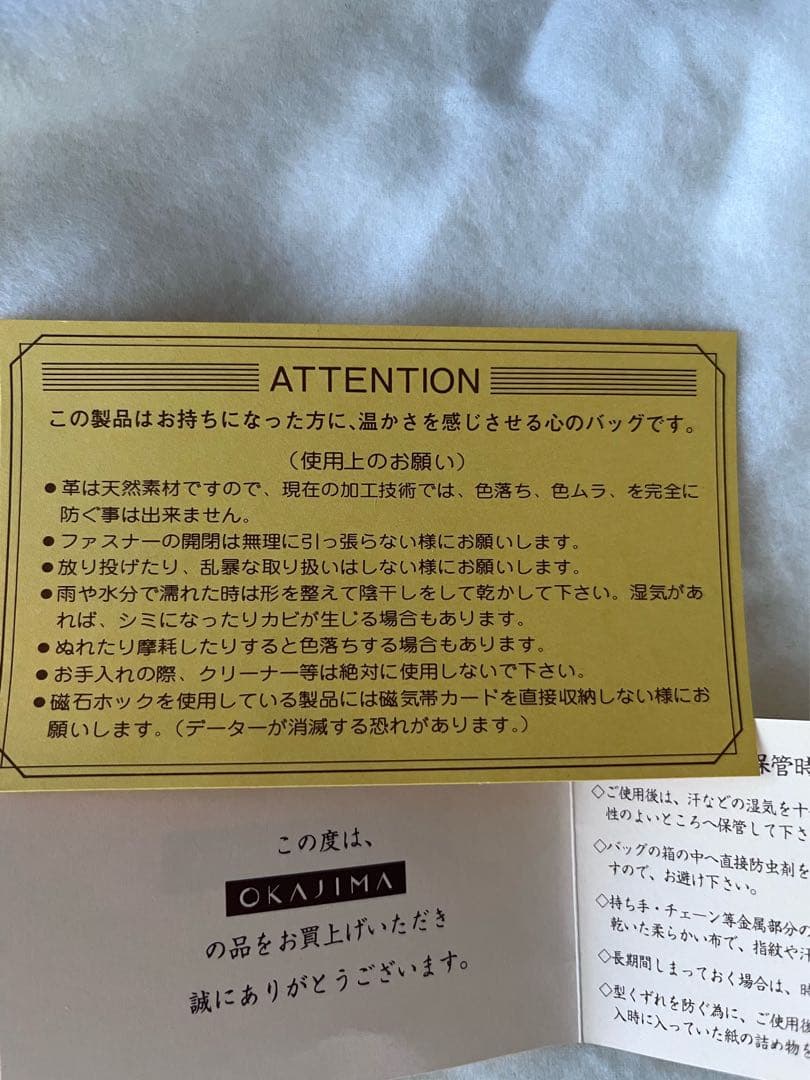 ATTENTION
この製品はお持ちになった方に、温かさを感じさせる心のバッグです。
（使用上のお願い）
●革は天然素材ですので、現在の加工技術では、色落ち、色ムラ、を完全に
防ぐ事は出来ません。
●ファスナーの開閉は無理に引っ張らない様にお願いします。
●放り投げたり、乱暴な取り扱いはしない様にお願いします。
●雨や水分で濡れた時は形を整えて陰干しをして乾かして下さい。湿気があ
れば、シミになったりカビが生じる場合もあります。
●ぬれたり摩耗したりすると色落ちする場合もあります。
●お手入れの際、クリーナー等は絶対に使用しないで下さい。
●磁石ホックを使用している製品には磁気帯カードを直接収納しない様にお
願いします。（データーが消滅する恐れがあります。）
この度は、
OKAJIMA
の品をお買上げいただき
誠にありがとうございます。
保管時
◇ご使用後は、汗などの湿気を十
性のよいところへ保管して下さ
◇バッグの箱の中へ直接防虫剤を
すので、お避け下さい。
◇持ち手・チェーン等金属部分の
乾いた柔らかい布で、指紋や汗
◇長期間しまっておく場合は、時
◇型くずれを防ぐ為に、ご使用後
入時に入っていた紙の詰め物を